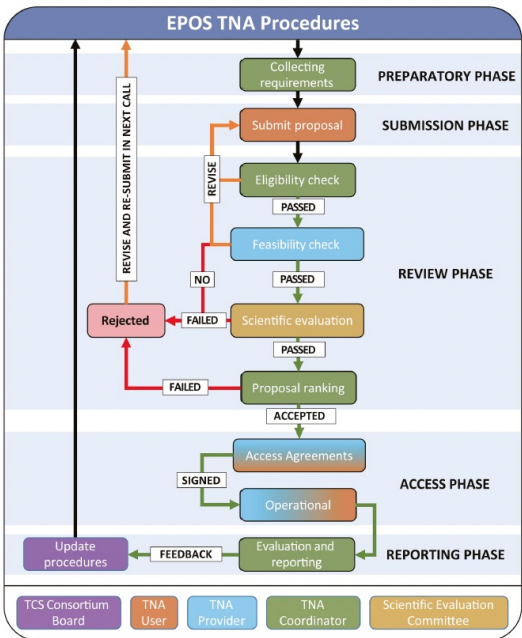 EPOS TNA Procedures
Collecting
requirements
PREPARATORY PHASE
Submit proposal
SUBMISSION PHASE
REVISE AND RE-SUBMIT IN NEXT CALL
REVISE
Eligibility check
PASSED
Feasibility check
NO
PASSED
REVIEW PHASE
Rejected
FAILED
Scientific evaluation
PASSED
FAILED
Proposal ranking
ACCEPTED
Access Agreements
SIGNED
ACCESS PHASE
Operational
Update
procedures
FEEDBACK
Evaluation and
reporting
REPORTING PHASE
TCS Consortium
Board
TNA
User
TNA
Provider
TNA
Coordinator
Scientific Evaluation
Committee